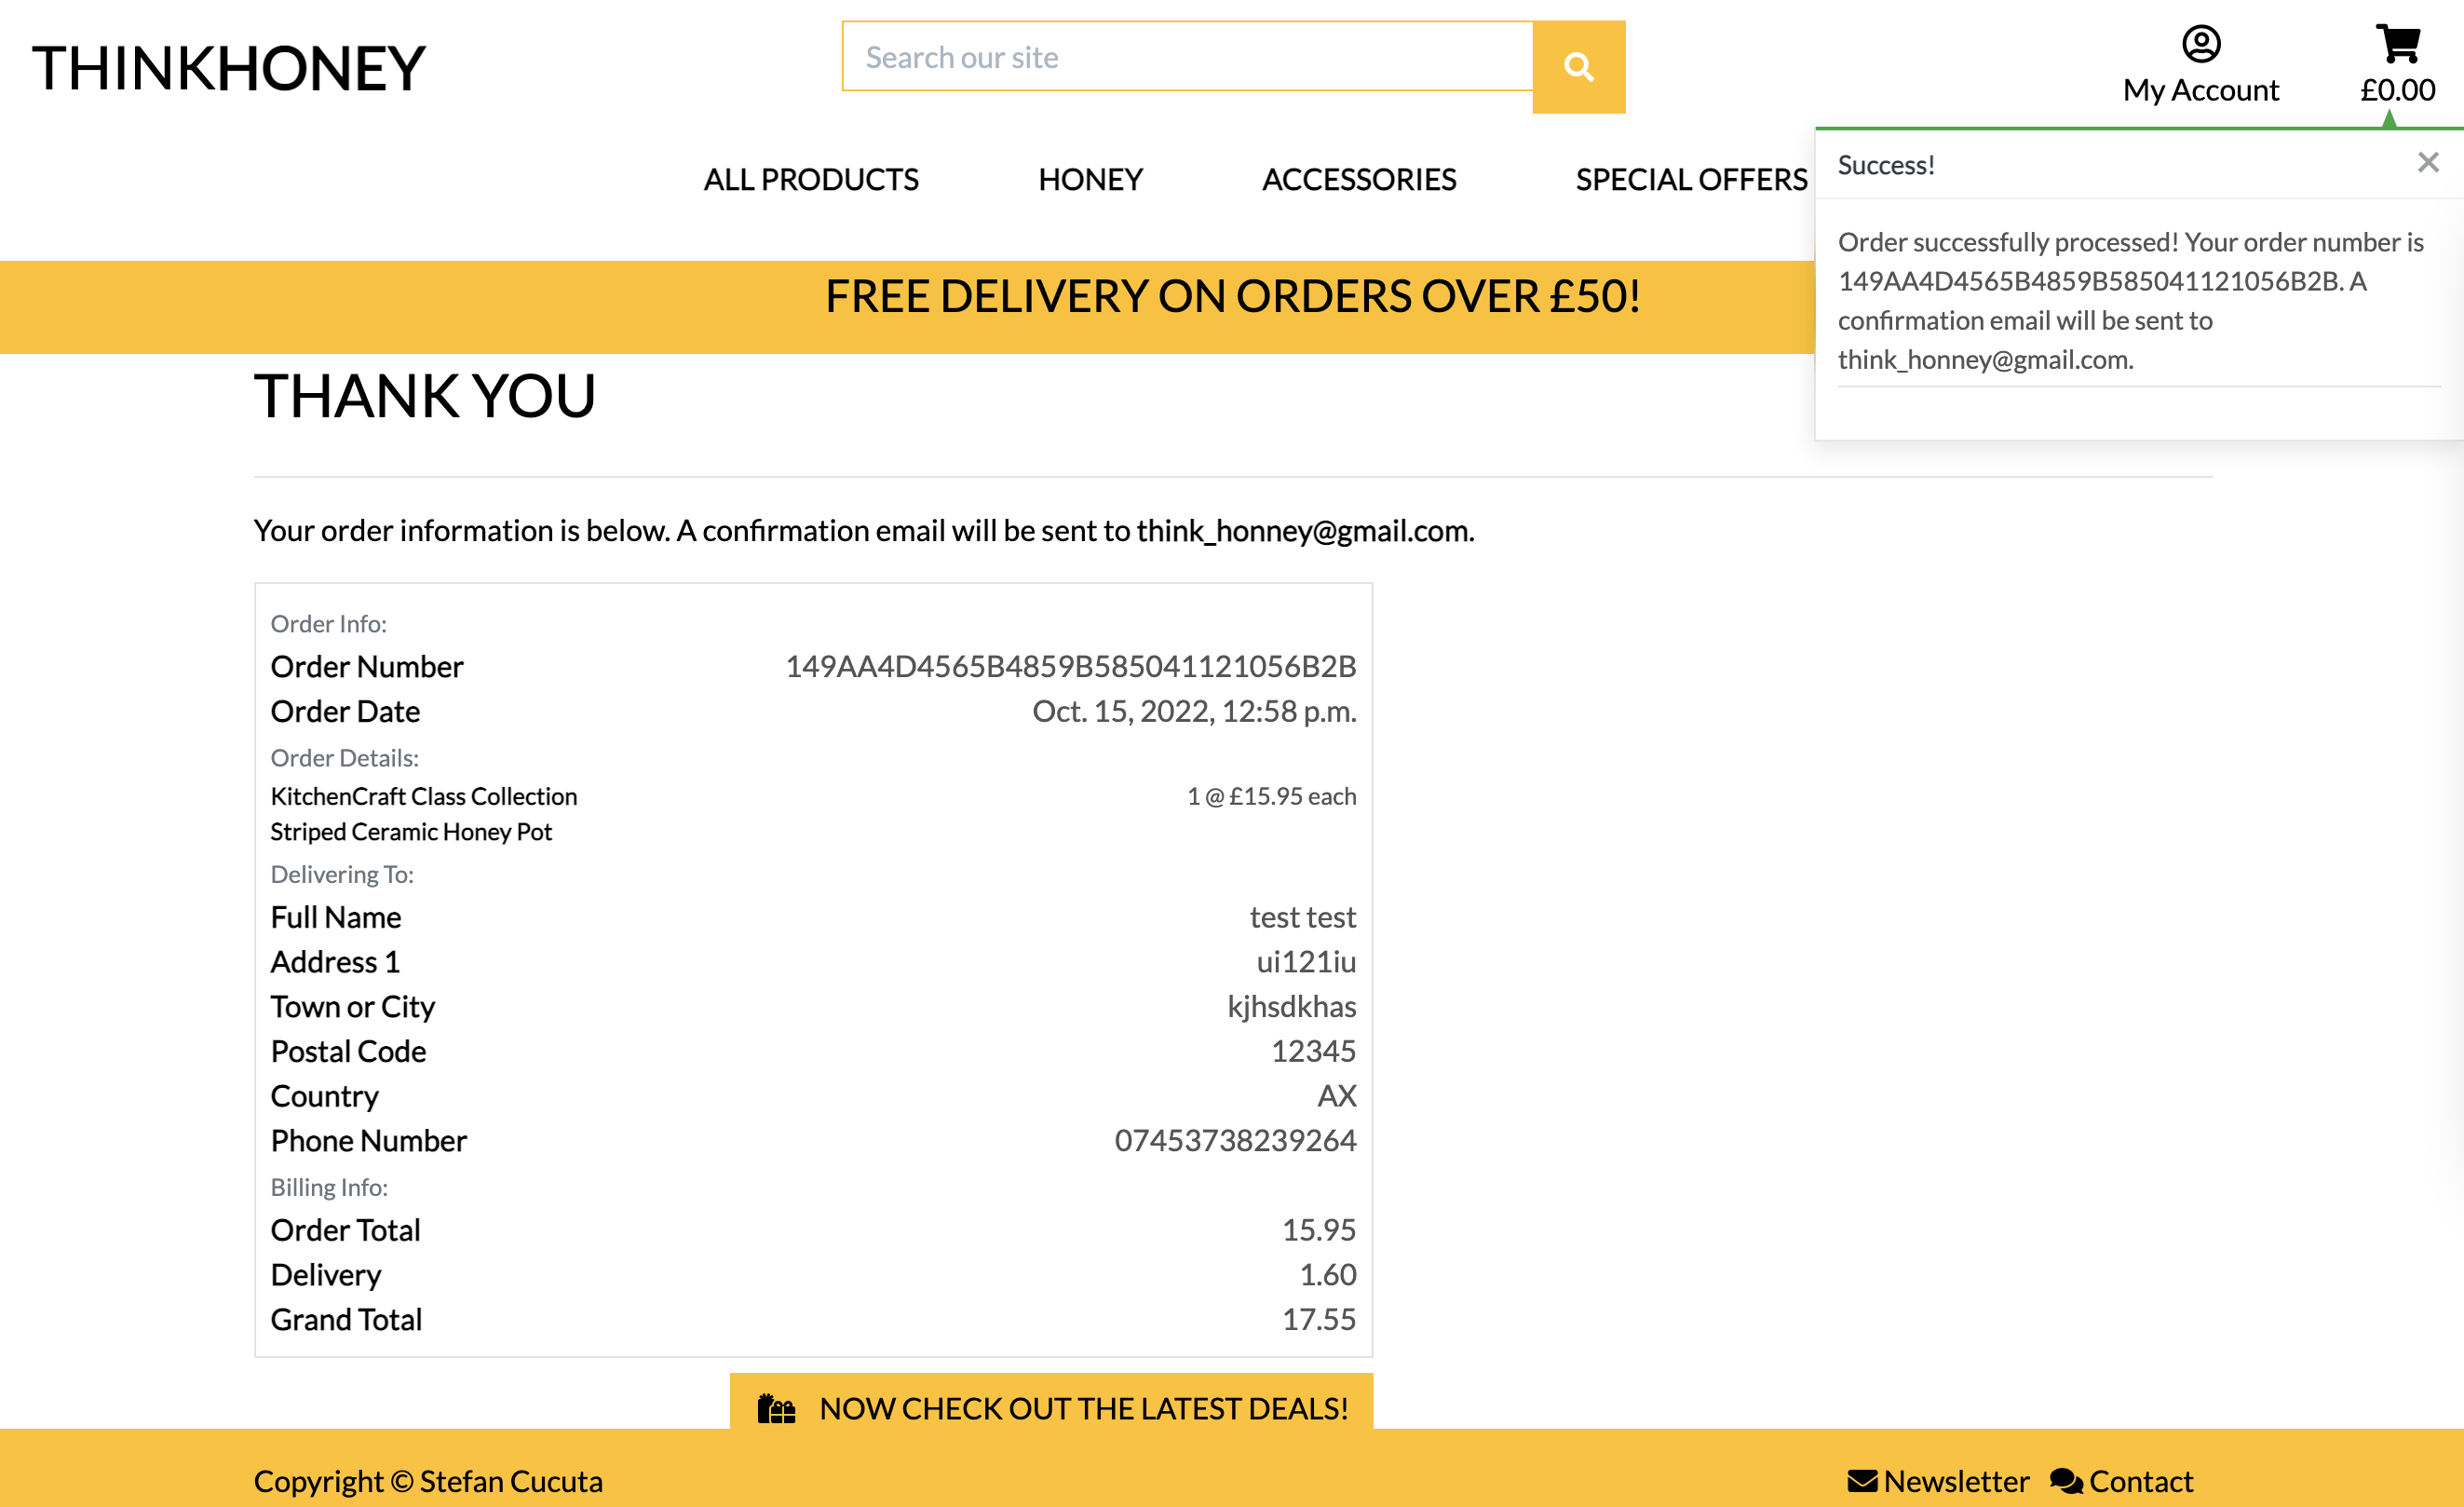 THINKHONEY
Search our site
My Account
£0.00
ALL PRODUCTS
HONEY
ACCESSORIES
SPECIAL OFFERS
Success!
Order successfully processed! Your order number is
149AA4D4565B4859B585041121056B2B. A
confirmation email will be sent to
think_honney@gmail.com.
FREE DELIVERY ON ORDERS OVER £50!
THANK YOU
Your order information is below. A confirmation email will be sent to think_honney@gmail.com.
Order Info:
Order Number 149AA4D4565B4859B585041121056B2B
Order Date Oct. 15, 2022, 12:58 p.m.
Order Details:
KitchenCraft Class Collection 1 @ £15.95 each
Striped Ceramic Honey Pot
Delivering To:
Full Name test test
Address 1 ui121iu
Town or City kjhsdkhas
Postal Code 12345
Country AX
Phone Number 07453738239264
Billing Info:
Order Total 15.95
Delivery 1.60
Grand Total 17.55
NOW CHECK OUT THE LATEST DEALS!
Copyright © Stefan Cucuta
Newsletter
Contact